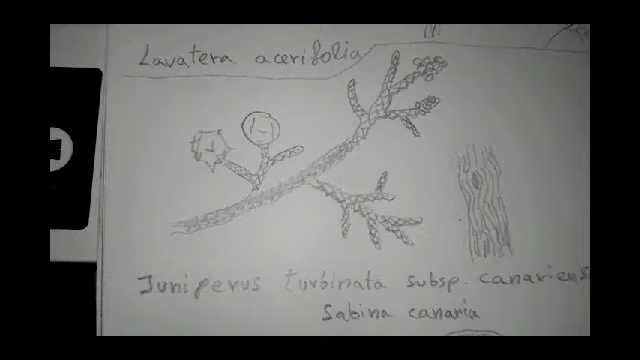 Lavatera acerifolia
Juniperus turbinata subsp. canariens
Sabina canaria